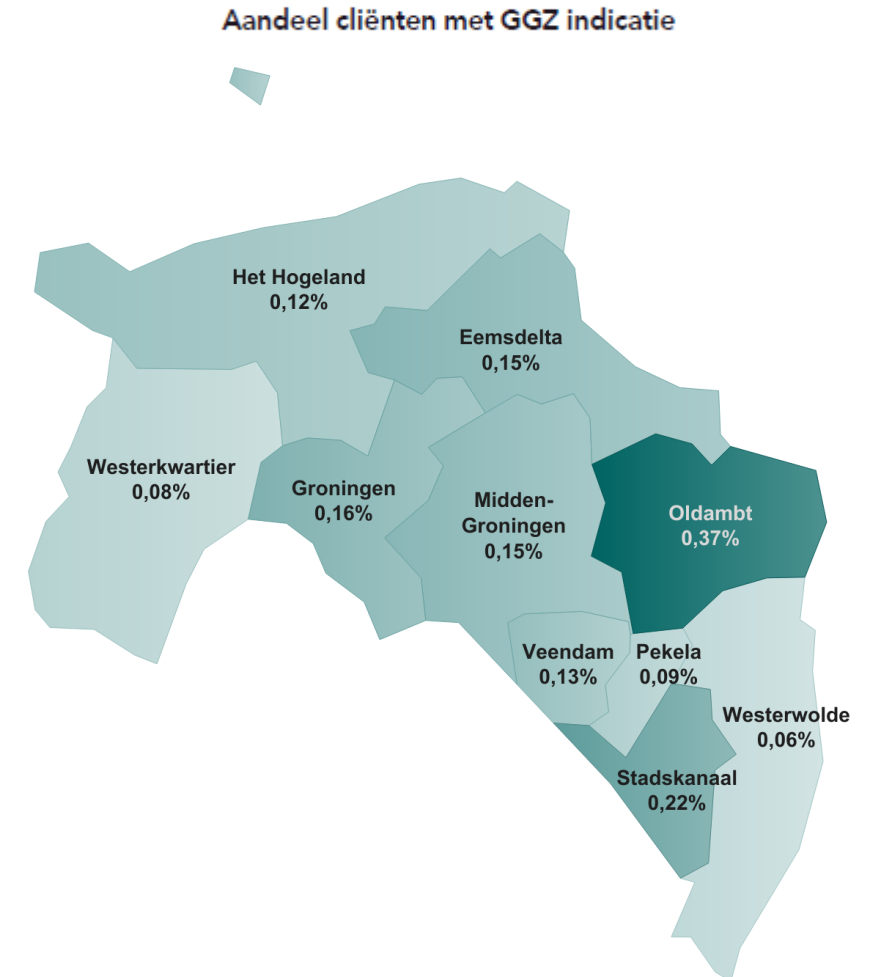 Aandeel cliënten met GGZ indicatie
Het Hogeland
0,12%
Eemsdelta
0,15%
Westerkwartier
0,08%
Groningen
0,16%
Midden-
Groningen
0,15%
Oldambt
0,37%
Veendam
0,13%
Pekela
0,09%
Westerwolde
0,06%
Stadskanaal
0,22%